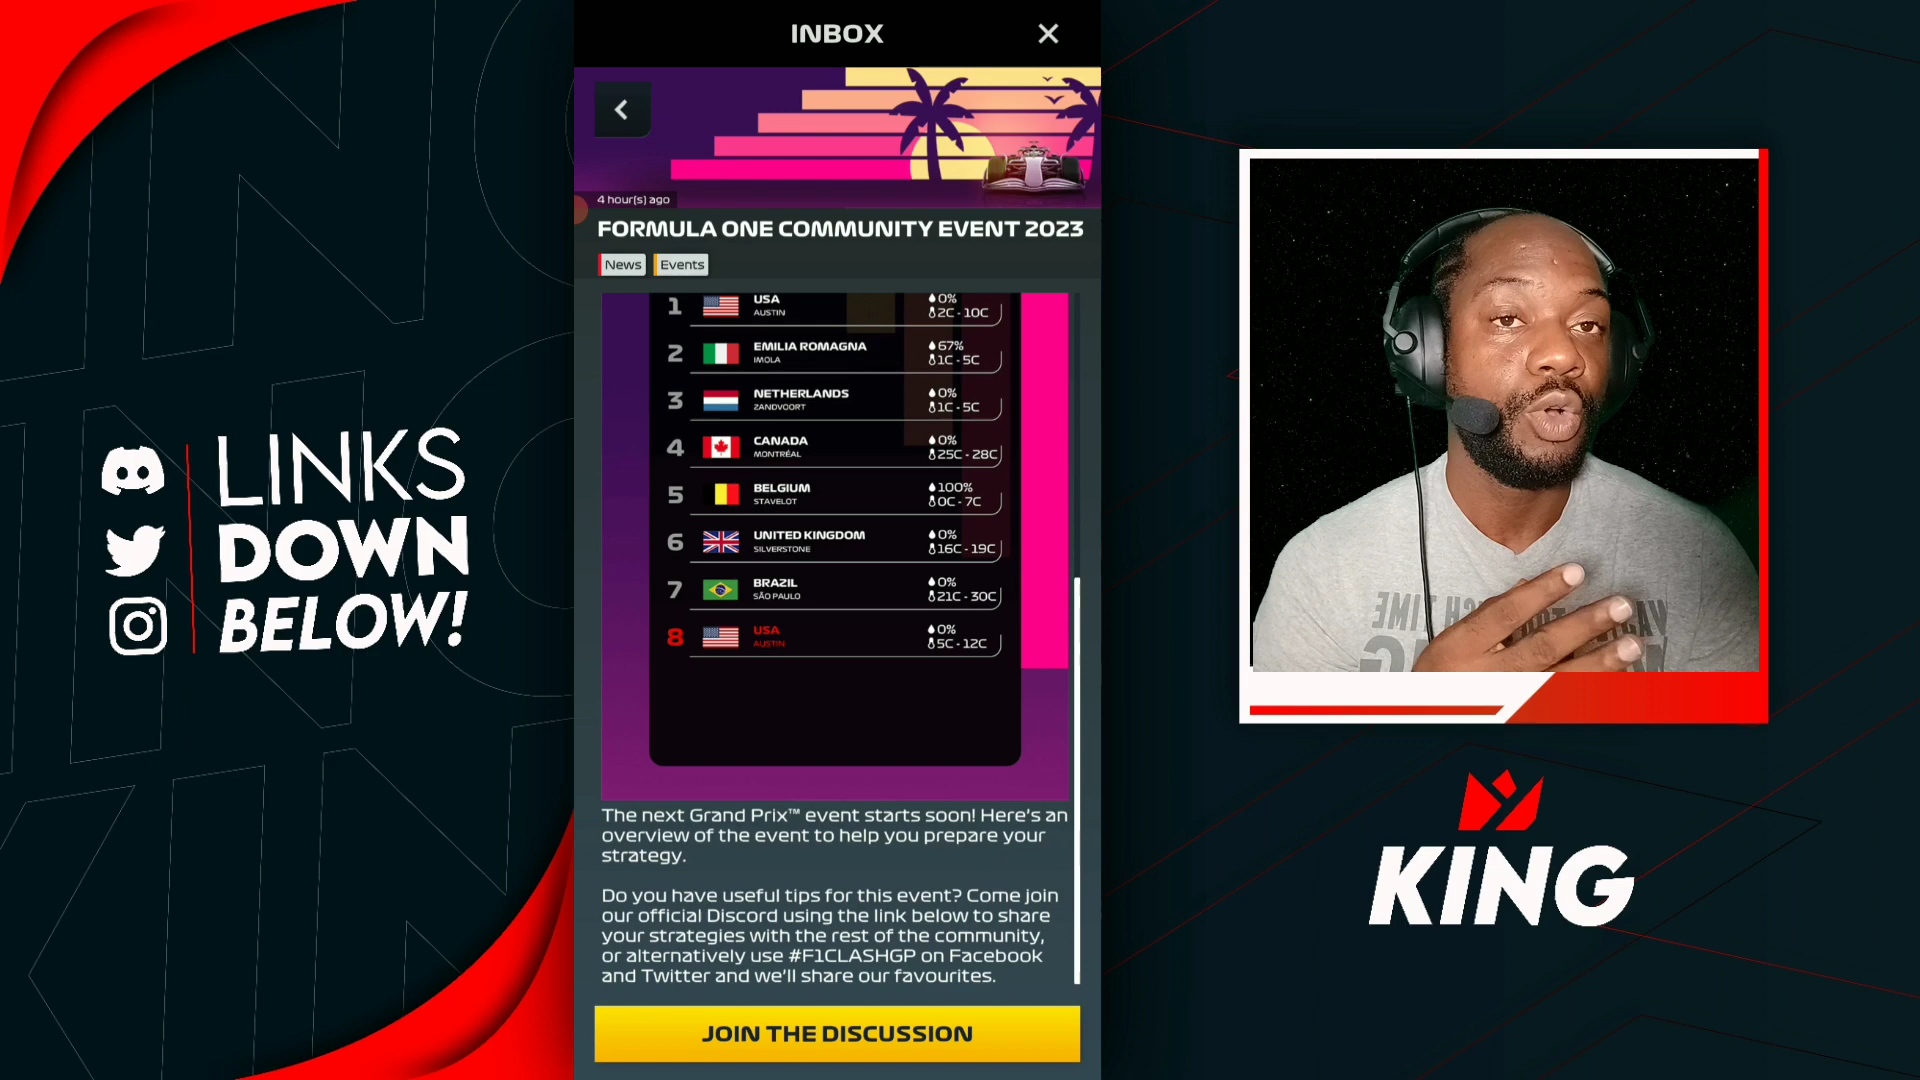 INBOX
4 hour(s) ago
FORMULA ONE COMMUNITY EVENT 2023
News
Events
1
USA
AUSTIN
0%
2C - 10C
2
EMILIA ROMAGNA
IMOLA
67%
1C - 5C
3
NETHERLANDS
ZANDVOORT
0%
1C - 5C
4
CANADA
MONTRÉAL
0%
25C - 28C
5
BELGIUM
STAVELOT
100%
0C - 7C
6
UNITED KINGDOM
SILVERSTONE
0%
16C - 19C
7
BRAZIL
SÃO PAULO
0%
21C - 30C
8
USA
AUSTIN
0%
5C - 12C
The next Grand Prix™ event starts soon! Here's an
overview of the event to help you prepare your
strategy.
Do you have useful tips for this event? Come join
our official Discord using the link below to share
your strategies with the rest of the community,
or alternatively use #F1CLASHGP on Facebook
and Twitter and we'll share our favourites.
JOIN THE DISCUSSION
LINKS
DOWN
BELOW!
KING